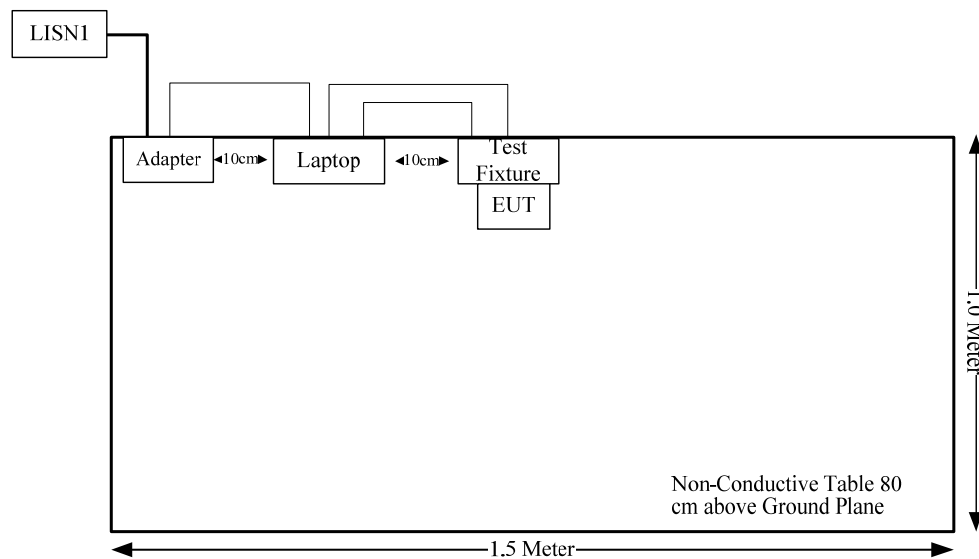 LISN1
Adapter
10cm
Laptop
10cm
Test
Fixture
EUT
1.0 Meter
Non-Conductive Table 80
cm above Ground Plane
1.5 Meter